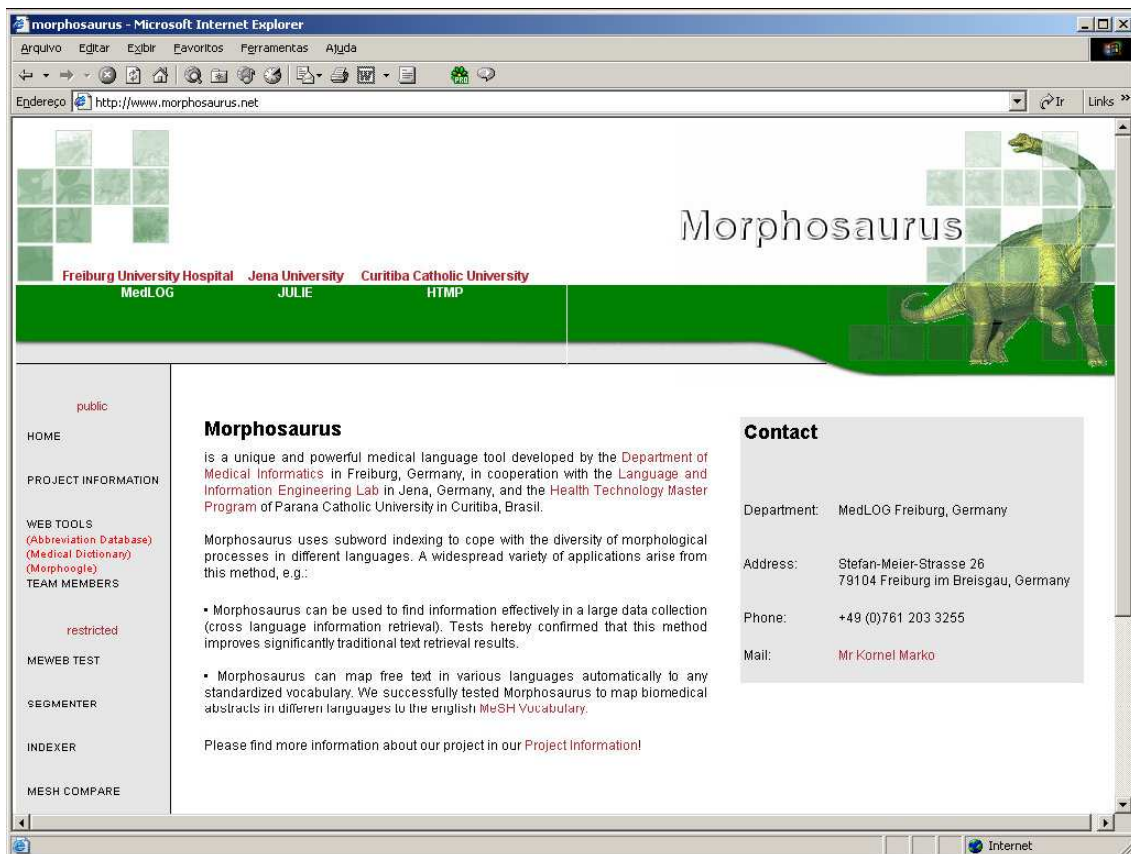 morphosaurus - Microsoft Internet Explorer
Arquivo Editar Exibir Favoritos Ferramentas Ajuda
Endereço http://www.morphosaurus.net Ir Links »
Morphosaurus
Freiburg University Hospital Jena University Curitiba Catholic University
MedLOG JULIE HTMP
public
HOME
PROJECT INFORMATION
WEB TOOLS
(Abbreviation Database)
(Medical Dictionary)
(Morphoogle)
TEAM MEMBERS
restricted
MEWEB TEST
SEGMENTER
INDEXER
MESH COMPARE
Morphosaurus
is a unique and powerful medical language tool developed by the Department of
Medical Informatics in Freiburg, Germany, in cooperation with the Language and
Information Engineering Lab in Jena, Germany, and the Health Technology Master
Program of Parana Catholic University in Curitiba, Brasil.
Morphosaurus uses subword indexing to cope with the diversity of morphological
processes in different languages. A widespread variety of applications arise from
this method, e.g.:
▪ Morphosaurus can be used to find information effectively in a large data collection
(cross language information retrieval). Tests hereby confirmed that this method
improves significantly traditional text retrieval results.
▪ Morphosaurus can map free text in various languages automatically to any
standardized vocabulary. We successfully tested Morphosaurus to map biomedical
abstracts in differen languages to the english MeSH Vocabulary.
Please find more information about our project in our Project Information!
Contact
Department: MedLOG Freiburg, Germany
Address: Stefan-Meier-Strasse 26
79104 Freiburg im Breisgau, Germany
Phone: +49 (0)761 203 3255
Mail: Mr Kornel Marko
Internet